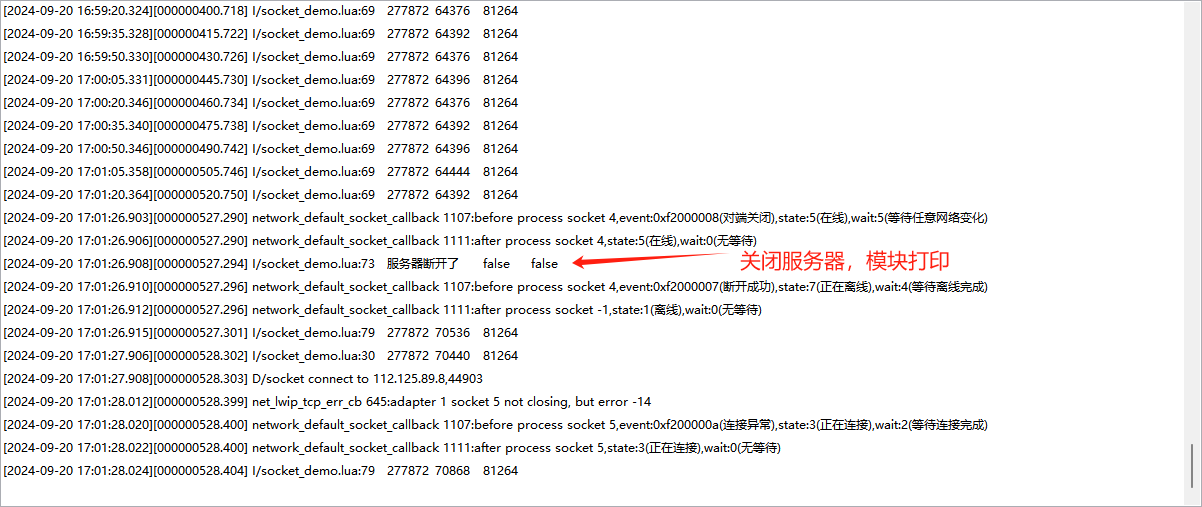 [2024-09-20 16:59:20.324][000000400.718] I/socket_demo.lua:69 277872 64376 81264
[2024-09-20 16:59:35.328][000000415.722] I/socket_demo.lua:69 277872 64392 81264
[2024-09-20 16:59:50.330][000000430.726] I/socket_demo.lua:69 277872 64376 81264
[2024-09-20 17:00:05.331][000000445.730] I/socket_demo.lua:69 277872 64396 81264
[2024-09-20 17:00:20.346][000000460.734] I/socket_demo.lua:69 277872 64376 81264
[2024-09-20 17:00:35.340][000000475.738] I/socket_demo.lua:69 277872 64392 81264
[2024-09-20 17:00:50.346][000000490.742] I/socket_demo.lua:69 277872 64396 81264
[2024-09-20 17:01:05.358][000000505.746] I/socket_demo.lua:69 277872 64444 81264
[2024-09-20 17:01:20.364][000000520.750] I/socket_demo.lua:69 277872 64392 81264
[2024-09-20 17:01:26.903][000000527.290] network_default_socket_callback 1107:before process socket 4,event:0xf2000008(对端关闭),state:5(在线),wait:5(等待任意网络变化)
[2024-09-20 17:01:26.906][000000527.290] network_default_socket_callback 1111:after process socket 4,state:5(在线),wait:0(无等待)
[2024-09-20 17:01:26.908][000000527.294] I/socket_demo.lua:73 服务器断开了 false false 关闭服务器，模块打印
[2024-09-20 17:01:26.910][000000527.296] network_default_socket_callback 1107:before process socket 4,event:0xf2000007(断开成功),state:7(正在离线),wait:4(等待离线完成)
[2024-09-20 17:01:26.912][000000527.296] network_default_socket_callback 1111:after process socket -1,state:1(离线),wait:0(无等待)
[2024-09-20 17:01:26.915][000000527.301] I/socket_demo.lua:79 277872 70536 81264
[2024-09-20 17:01:27.906][000000528.302] I/socket_demo.lua:30 277872 70440 81264
[2024-09-20 17:01:27.908][000000528.303] D/socket connect to 112.125.89.8,44903
[2024-09-20 17:01:28.012][000000528.399] net_lwip_tcp_err_cb 645:adapter 1 socket 5 not closing, but error -14
[2024-09-20 17:01:28.020][000000528.400] network_default_socket_callback 1107:before process socket 5,event:0xf200000a(连接异常),state:3(正在连接),wait:2(等待连接完成)
[2024-09-20 17:01:28.022][000000528.400] network_default_socket_callback 1111:after process socket 5,state:3(正在连接),wait:0(无等待)
[2024-09-20 17:01:28.024][000000528.404] I/socket_demo.lua:79 277872 70868 81264